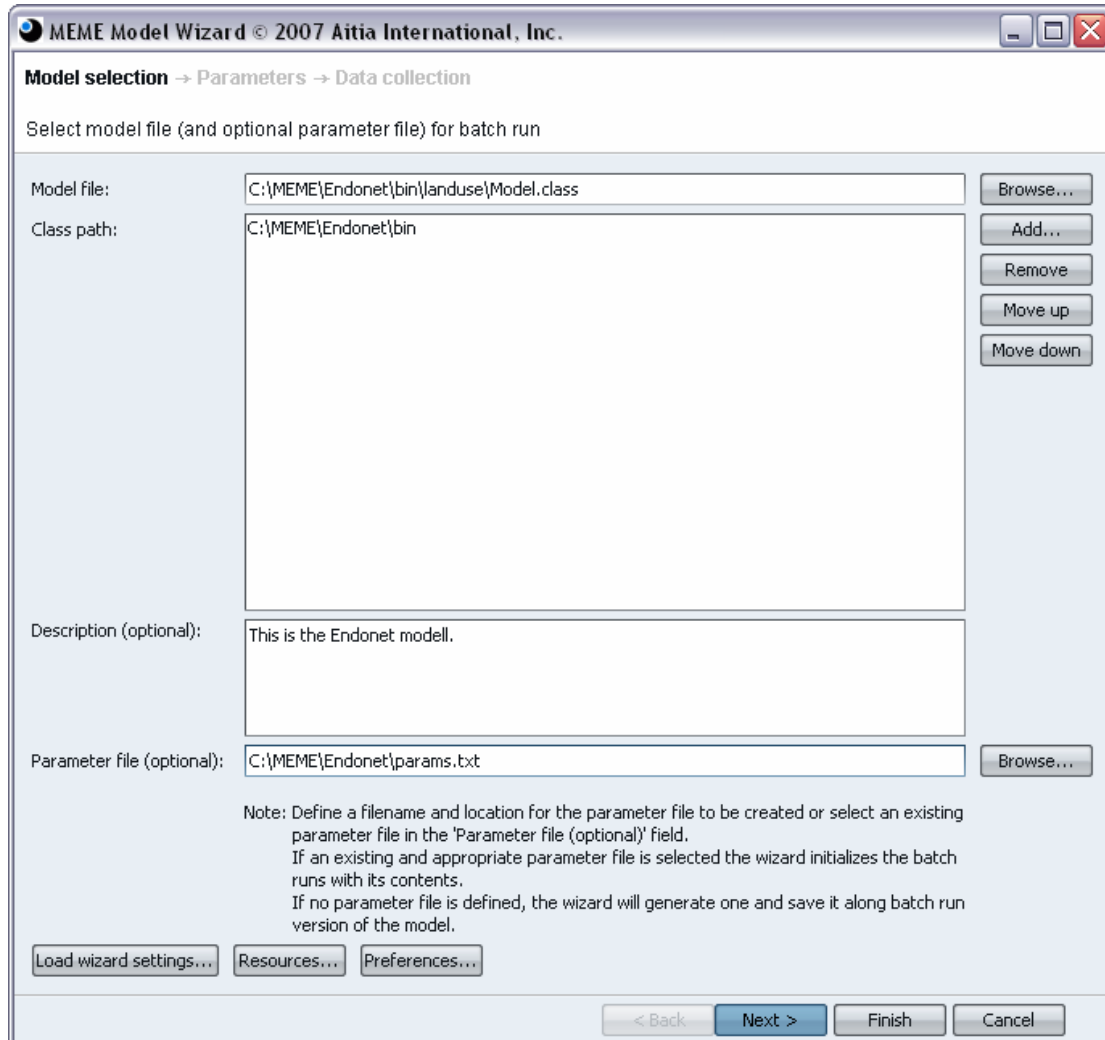 MEME Model Wizard © 2007 Aitia International, Inc.
Model selection → Parameters → Data collection
Select model file (and optional parameter file) for batch run
Model file:
C:\MEME\Endonet\bin\landuse\Model.class
Browse...
Class path:
C:\MEME\Endonet\bin
Add...
Remove
Move up
Move down
Description (optional):
This is the Endonet modell.
Parameter file (optional):
C:\MEME\Endonet\params.txt
Browse...
Note: Define a filename and location for the parameter file to be created or select an existing
parameter file in the 'Parameter file (optional)' field.
If an existing and appropriate parameter file is selected the wizard initializes the batch
runs with its contents.
If no parameter file is defined, the wizard will generate one and save it along batch run
version of the model.
Load wizard settings...
Resources...
Preferences...
< Back
Next >
Finish
Cancel